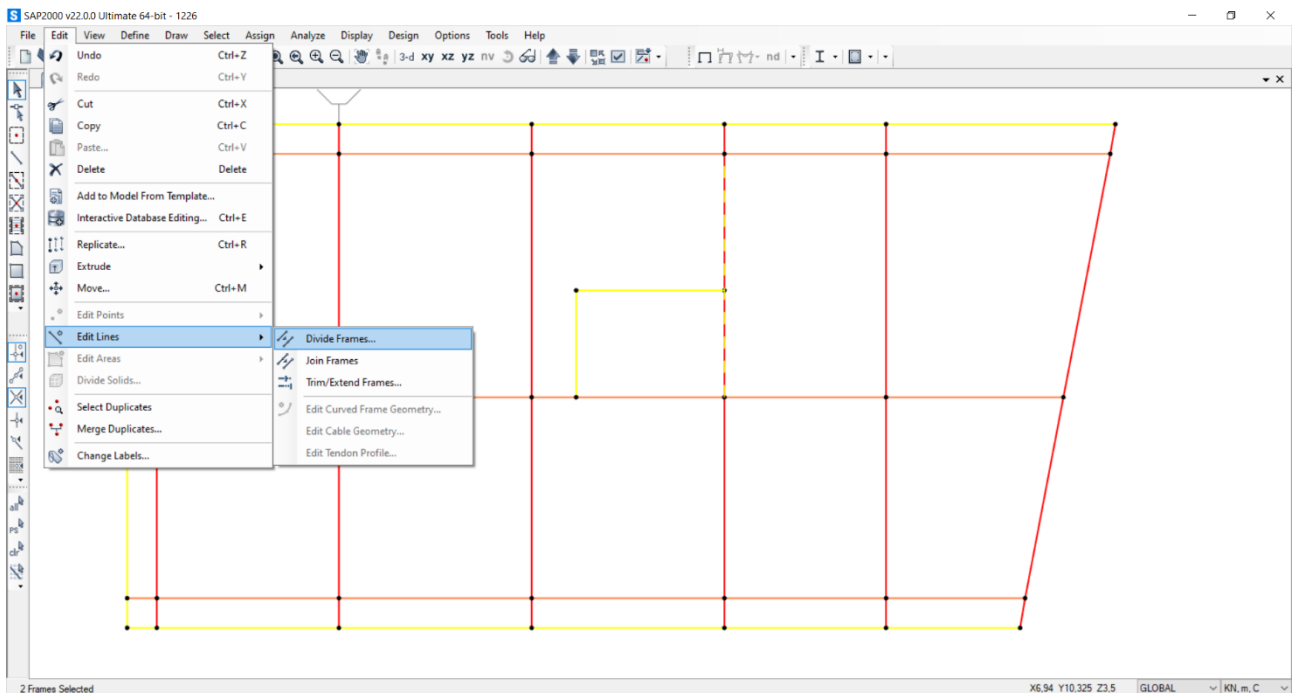 SAP2000 v22.0.0 Ultimate 64-bit - 1226
File Edit View Define Draw Select Assign Analyze Display Design Options Tools Help
3-d xy xz yz nv
nd
Undo Ctrl+Z
Redo Ctrl+Y
Cut Ctrl+X
Copy Ctrl+C
Paste... Ctrl+V
Delete Delete
Add to Model From Template...
Interactive Database Editing... Ctrl+E
Replicate... Ctrl+R
Extrude
Move... Ctrl+M
Edit Points
Edit Lines
Edit Areas
Divide Solids...
Select Duplicates
Merge Duplicates...
Change Labels...
Divide Frames...
Join Frames
Trim/Extend Frames...
Edit Curved Frame Geometry...
Edit Cable Geometry...
Edit Tendon Profile...
all
PS
clr
2 Frames Selected
X6,94 Y10,325 Z3,5
GLOBAL
KN, m, C